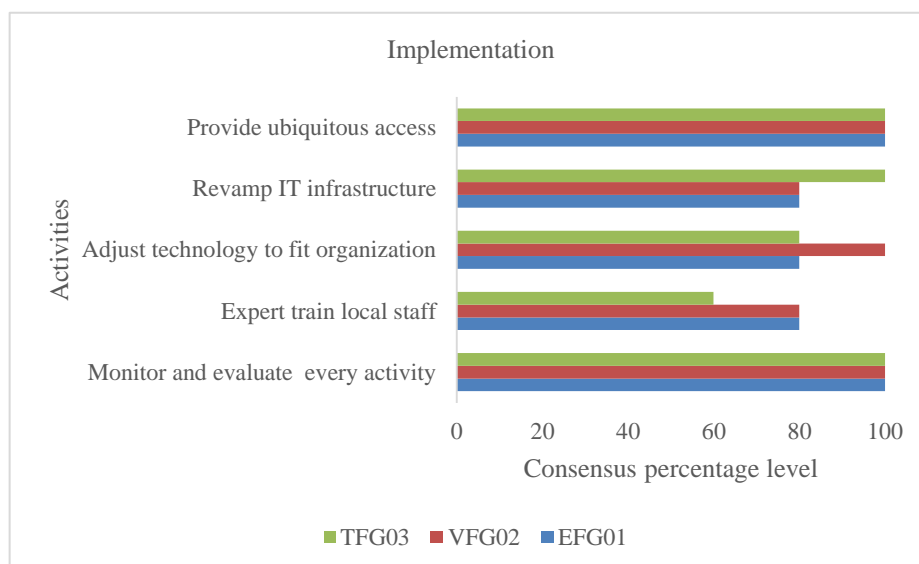 Implementation
Provide ubiquitous access
Revamp IT infrastructure
Adjust technology to fit organization
Expert train local staff
Monitor and evaluate  every activity
Activities
0 20 40 60 80 100
Consensus percentage level
TFG03 VFG02 EFG01